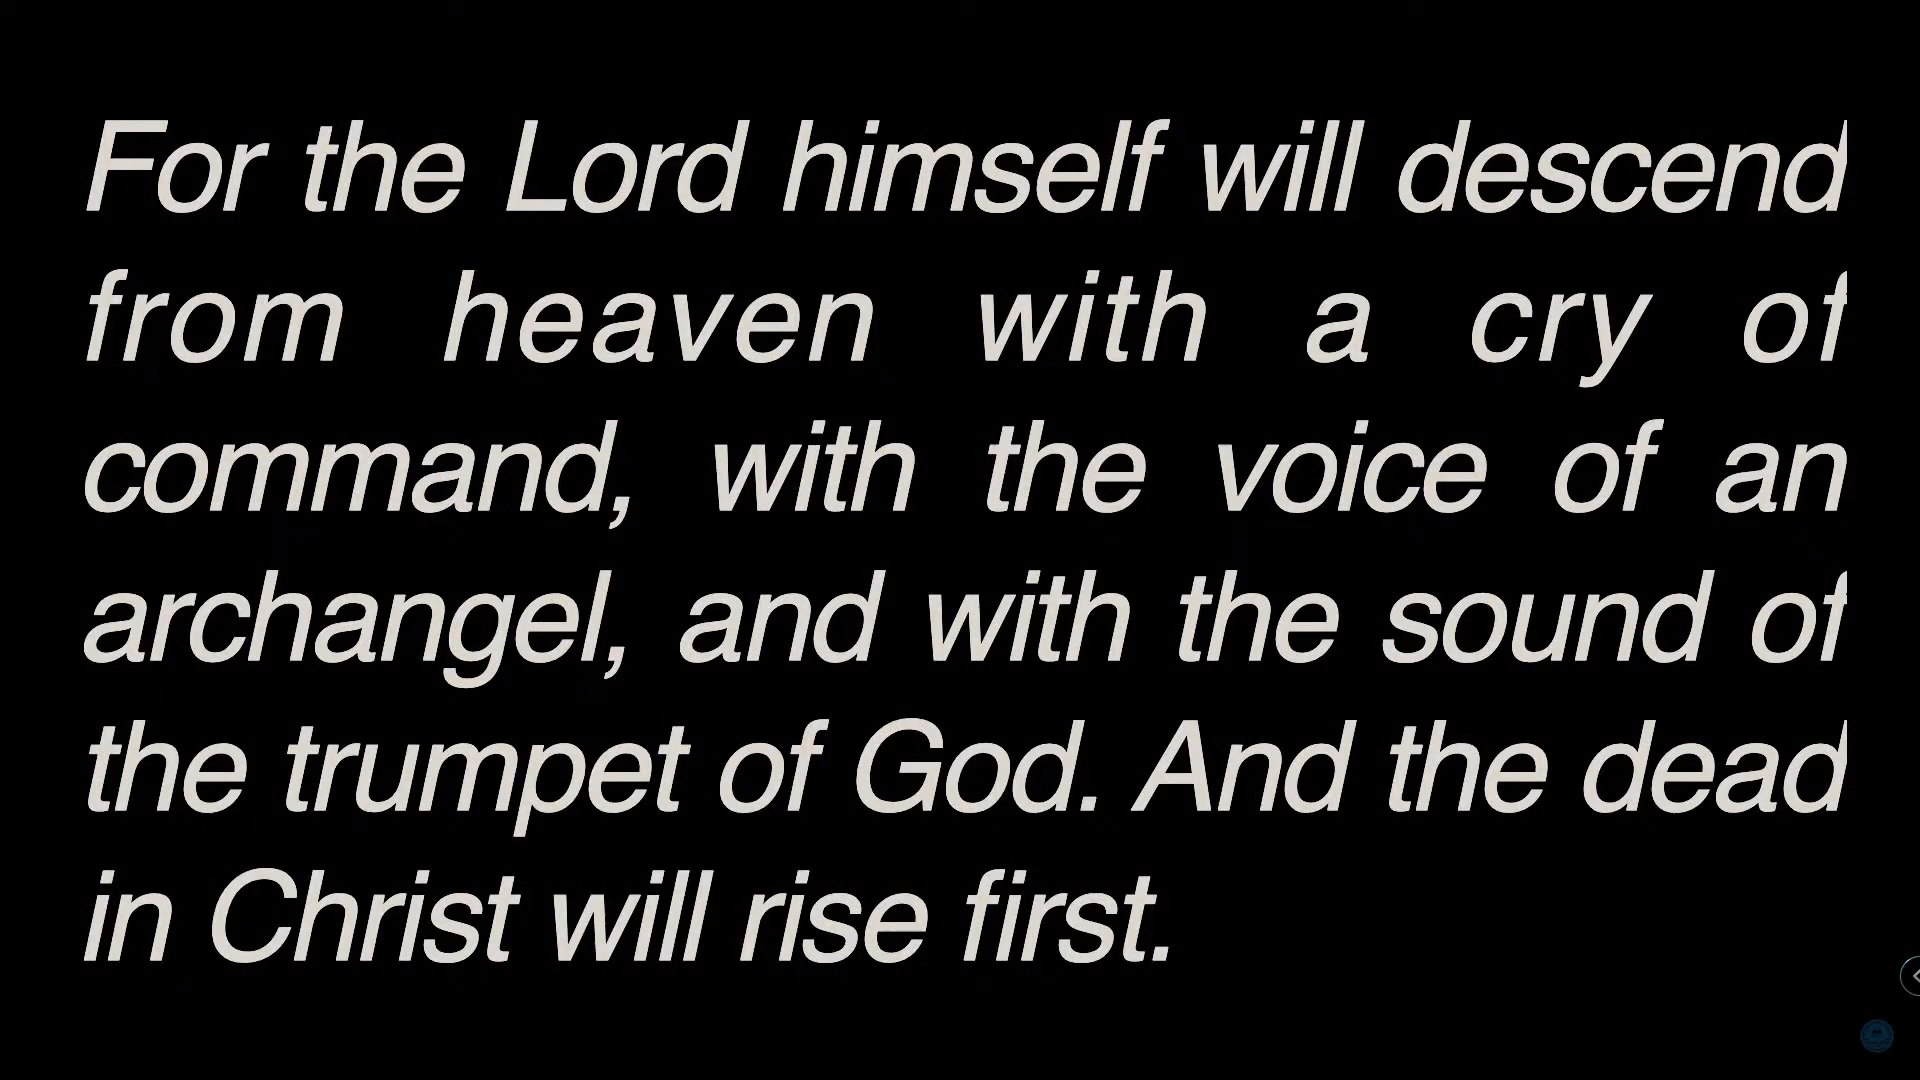 For the Lord himself will descend
from heaven with a cry of
command, with the voice of an
archangel, and with the sound of
the trumpet of God. And the dead
in Christ will rise first.